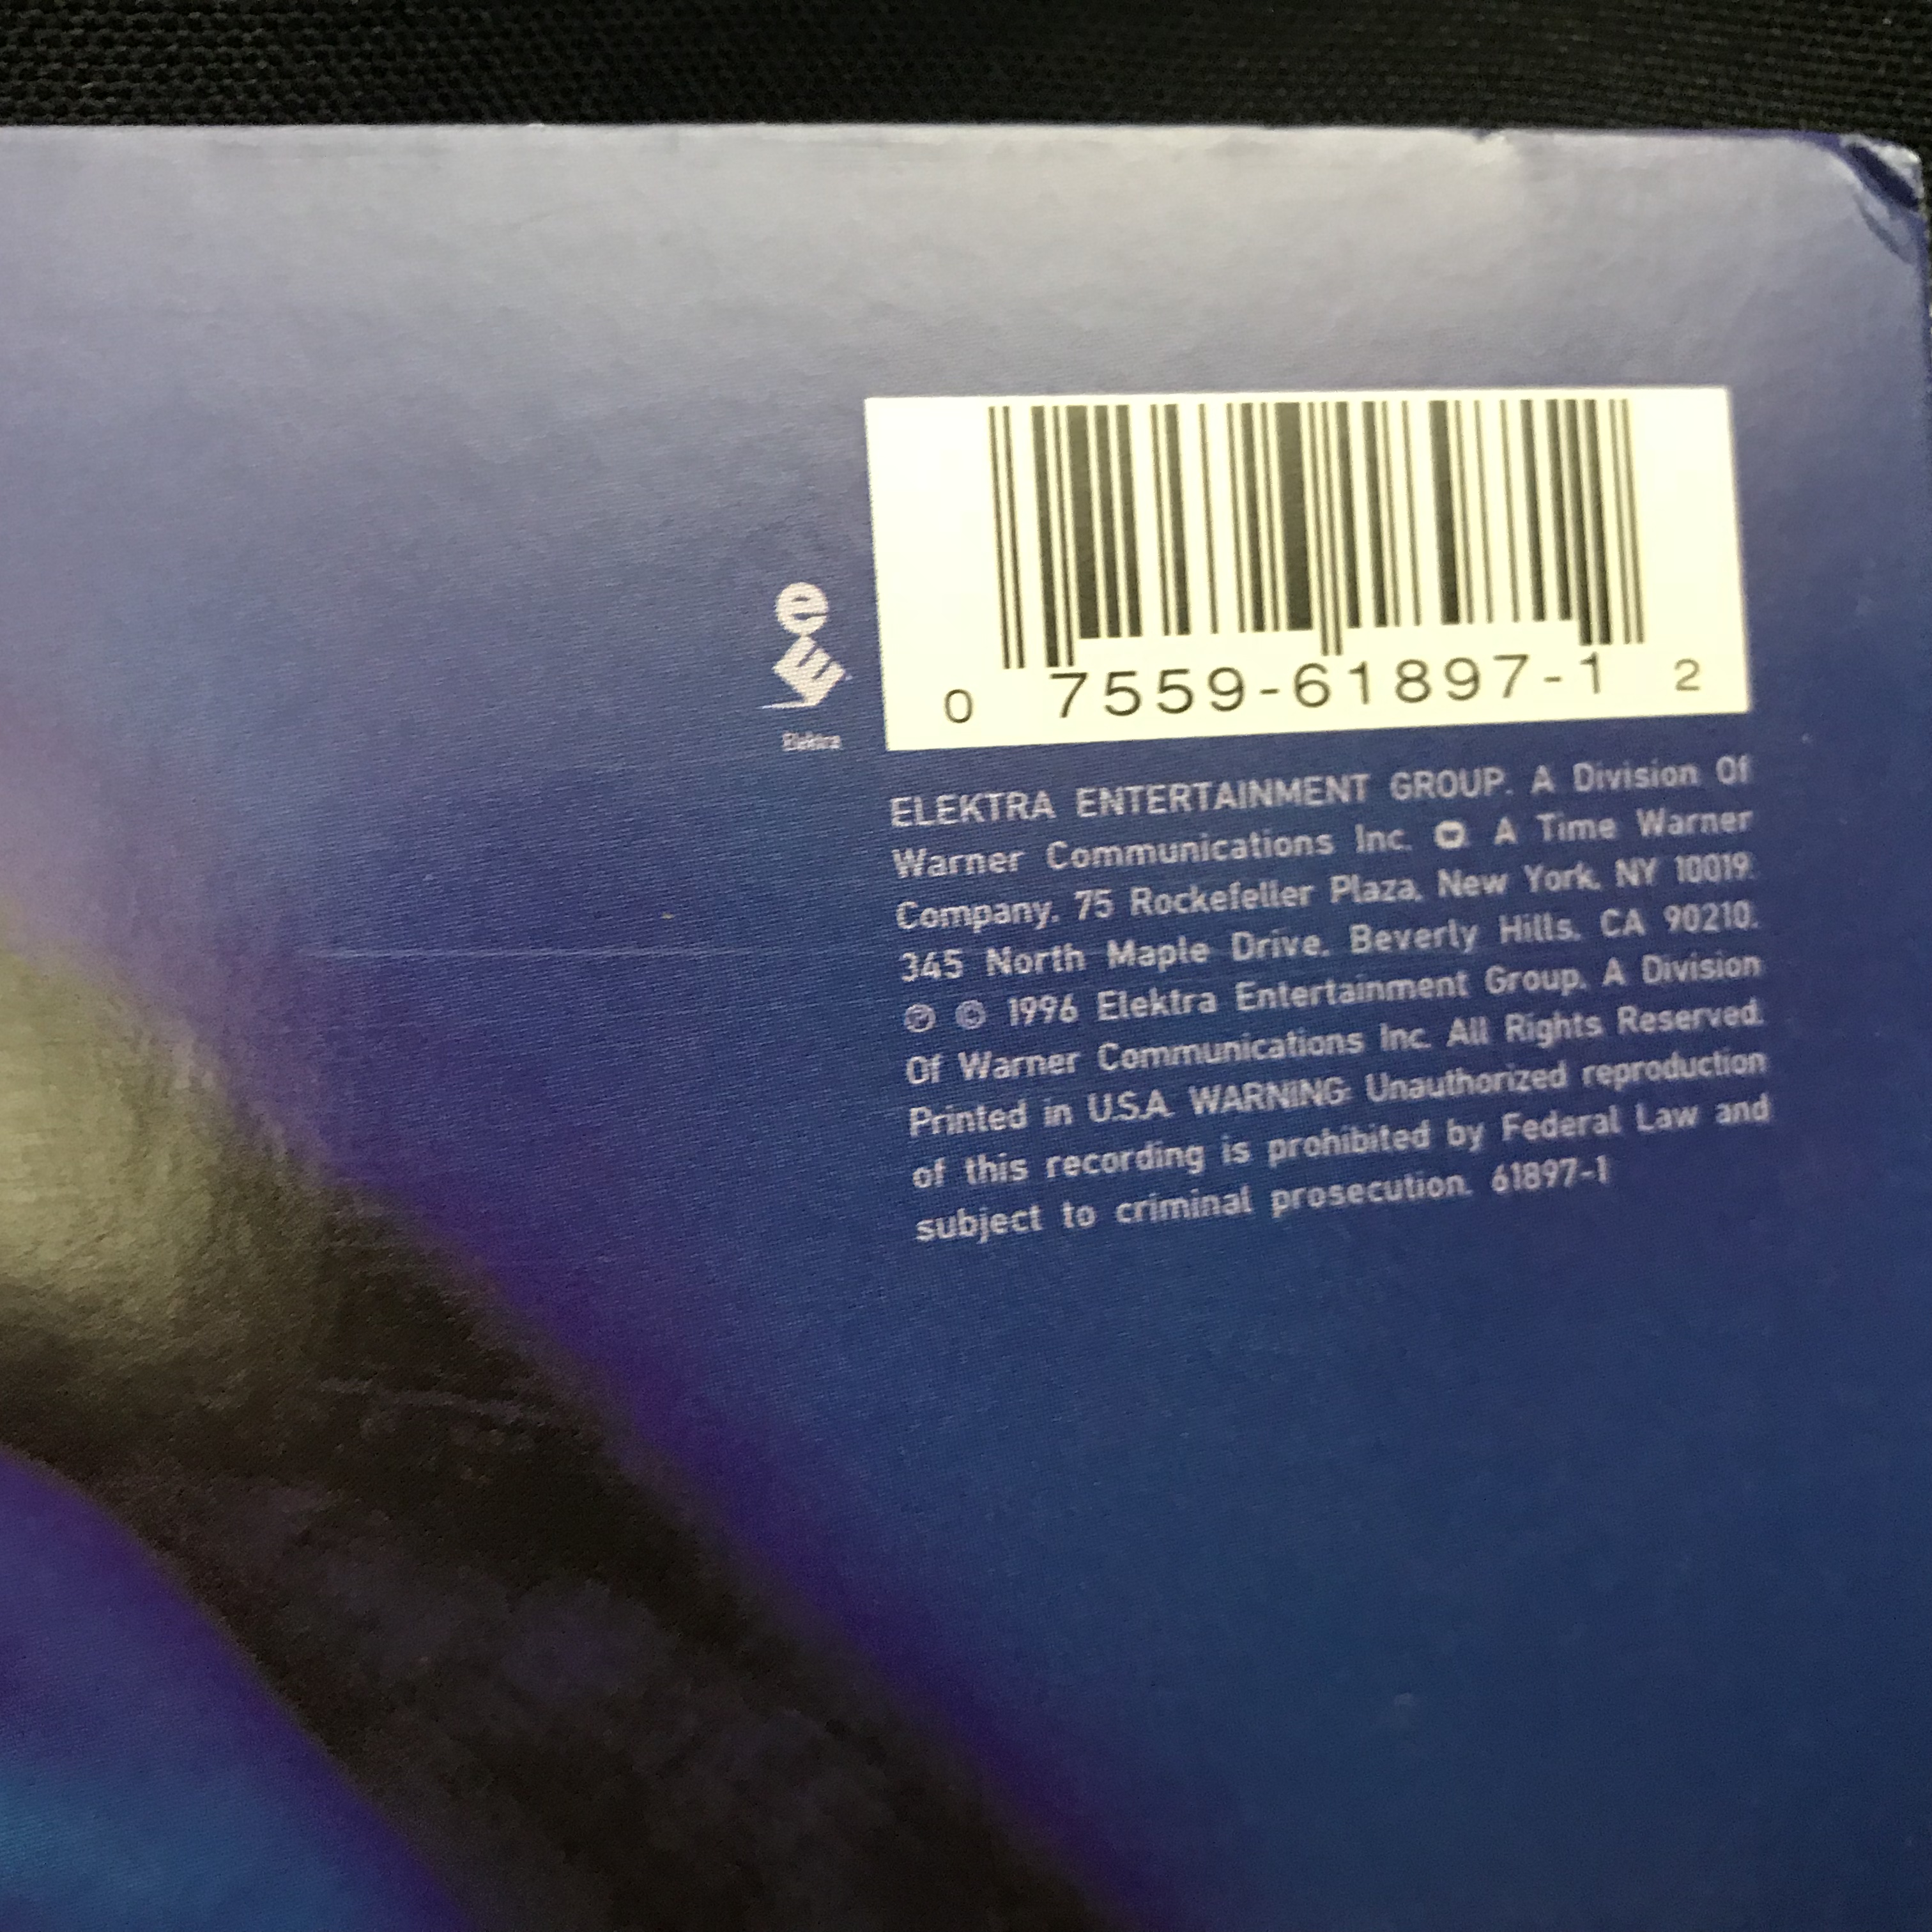 0 7559-61897-1 2
e
Elektra
ELEKTRA ENTERTAINMENT GROUP. A Division Of
Warner Communications Inc. A Time Warner
Company. 75 Rockefeller Plaza. New York. NY 10019.
345 North Maple Drive. Beverly Hills. CA 90210.
℗ © 1996 Elektra Entertainment Group. A Division
Of Warner Communications Inc. All Rights Reserved.
Printed in U.S.A. WARNING: Unauthorized reproduction
of this recording is prohibited by Federal Law and
subject to criminal prosecution. 61897-1